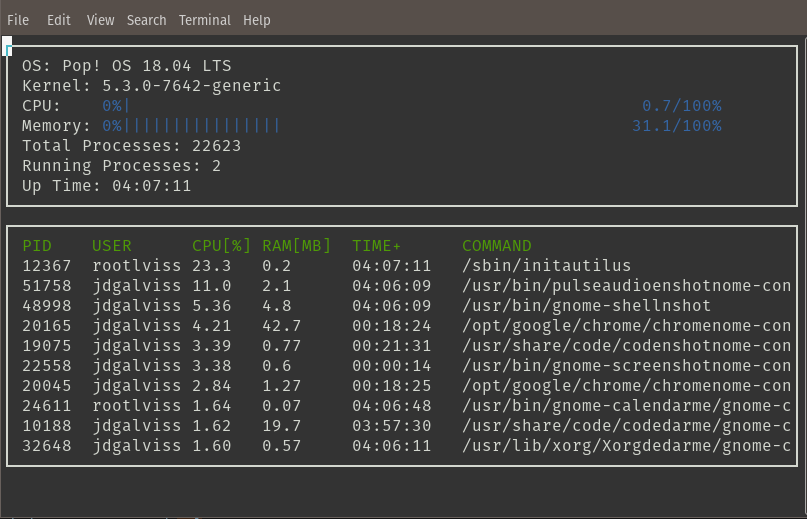 File Edit View Search Terminal Help
OS: Pop! OS 18.04 LTS
Kernel: 5.3.0-7642-generic
CPU: 0%| 0.7/100%
Memory: 0%|||||||||||||||| 31.1/100%
Total Processes: 22623
Running Processes: 2
Up Time: 04:07:11
PID USER CPU[%] RAM[MB] TIME+ COMMAND
12367 rootlviss 23.3 0.2 04:07:11 /sbin/initautilus
51758 jdgalviss 11.0 2.1 04:06:09 /usr/bin/pulseaudioenshotnome-con
48998 jdgalviss 5.36 4.8 04:06:09 /usr/bin/gnome-shellnshot
20165 jdgalviss 4.21 42.7 00:18:24 /opt/google/chrome/chromenome-con
19075 jdgalviss 3.39 0.77 00:21:31 /usr/share/code/codenshotnome-con
22558 jdgalviss 3.38 0.6 00:00:14 /usr/bin/gnome-screenshotnome-con
20045 jdgalviss 2.84 1.27 00:18:25 /opt/google/chrome/chromenome-con
24611 rootlviss 1.64 0.07 04:06:48 /usr/bin/gnome-calendarme/gnome-c
10188 jdgalviss 1.62 19.7 03:57:30 /usr/share/code/codedarme/gnome-c
32648 jdgalviss 1.60 0.57 04:06:11 /usr/lib/xorg/Xorgdedarme/gnome-c